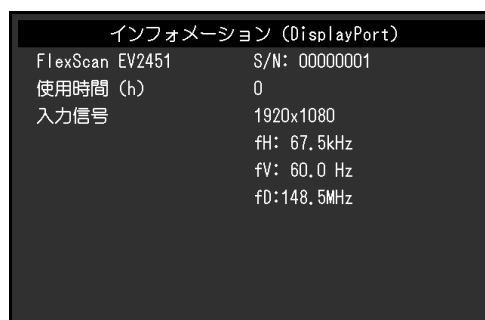 インフォメーション (DisplayPort)
FlexScan EV2451 S/N: 00000001
使用時間 (h) 0
入力信号 1920x1080
fH: 67.5kHz
fV: 60.0 Hz
fD:148.5MHz